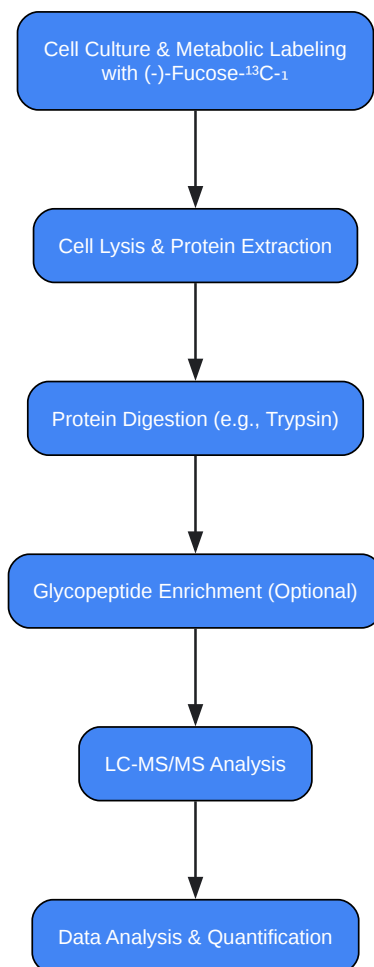 Cell Culture & Metabolic Labeling
with (-)-Fucose-¹³C-₁
Cell Lysis & Protein Extraction
Protein Digestion (e.g., Trypsin)
Glycopeptide Enrichment (Optional)
LC-MS/MS Analysis
Data Analysis & Quantification